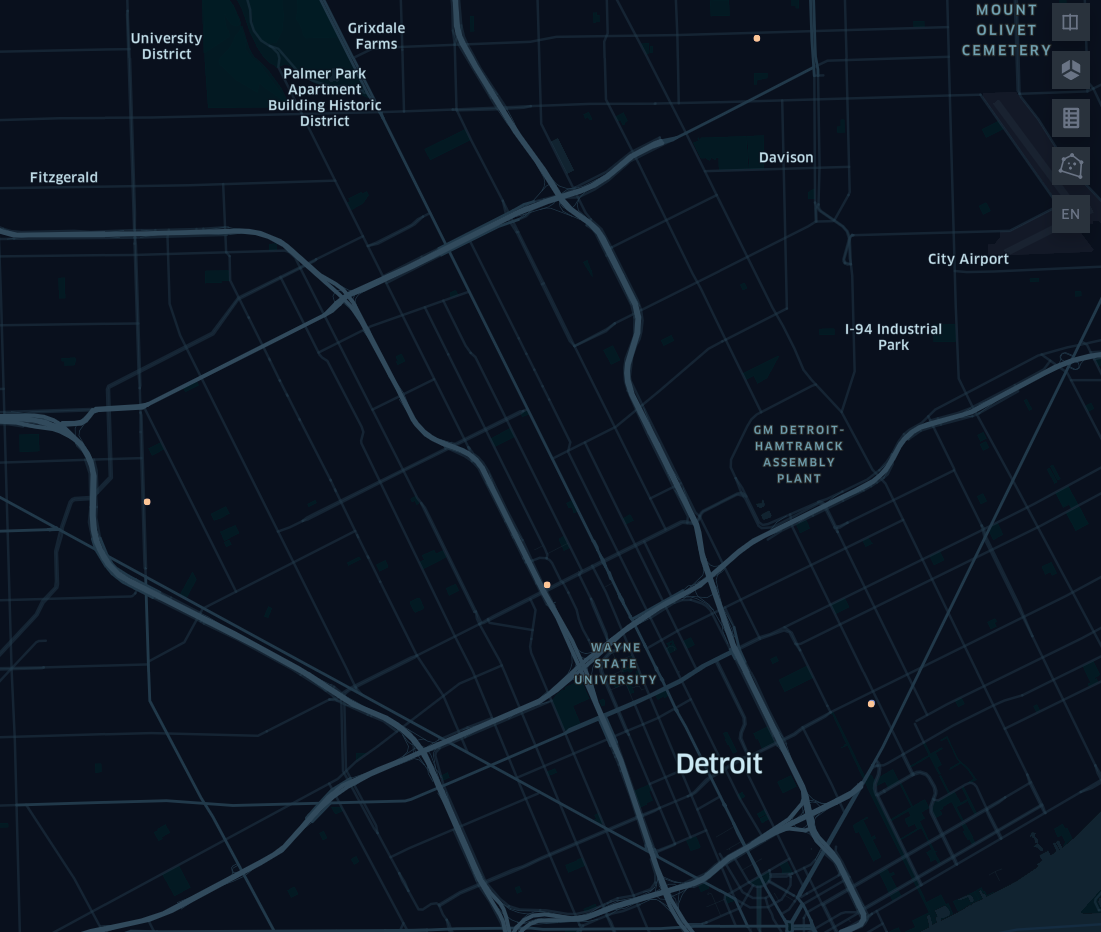 MOUNT
OLIVET
CEMETERY
Grixdale
Farms
University
District
Palmer Park
Apartment
Building Historic
District
Davison
Fitzgerald
EN
City Airport
I-94 Industrial
Park
GM DETROIT-
HAMTRAMCK
ASSEMBLY
PLANT
WAYNE
STATE
UNIVERSITY
Detroit